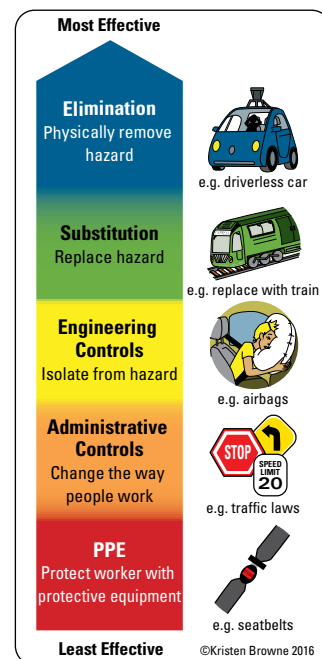 Most Effective
Elimination
Physically remove
hazard
e.g. driverless car
Substitution
Replace hazard
e.g. replace with train
Engineering
Controls
Isolate from hazard
e.g. airbags
Administrative
Controls
Change the way
people work
STOP
SPEED
LIMIT
20
e.g. traffic laws
PPE
Protect worker with
protective equipment
e.g. seatbelts
Least Effective
©Kristen Browne 2016